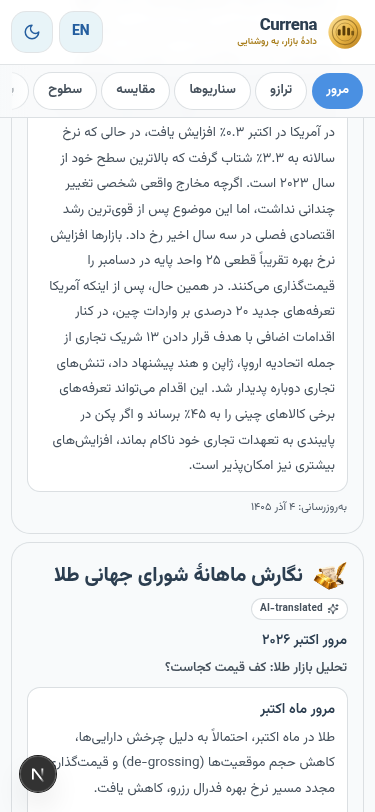 Currena
دادهٔ بازار، به روشنایی
EN
مرور
ترازو
سناریوها
مقایسه
سطوح
در آمریکا در اکتبر ۰.۳٪ افزایش یافت، در حالی که نرخ
سالانه به ۳.۳٪ شتاب گرفت که بالاترین سطح خود از
سال ۲۰۲۳ است. اگرچه مخارج واقعی شخصی تغییر
چندانی نداشت، اما این موضوع پس از قوی‌ترین رشد
اقتصادی فصلی در سه سال اخیر رخ داد. بازارها افزایش
نرخ بهره تقریباً قطعی ۲۵ واحد پایه در دسامبر را
قیمت‌گذاری می‌کنند. در همین حال، پس از اینکه آمریکا
تعرفه‌های جدید ۲۰ درصدی بر واردات چین، در کنار
اقدامات اضافی با هدف قرار دادن ۱۳ شریک تجاری از
جمله اتحادیه اروپا، ژاپن و هند پیشنهاد داد، تنش‌های
تجاری دوباره پدیدار شد. این اقدام می‌تواند تعرفه‌های
برخی کالاهای چینی را به ۴۵٪ برساند و اگر پکن در
پایبندی به تعهدات تجاری خود ناکام بماند، افزایش‌های
بیشتری نیز امکان‌پذیر است.
به‌روزرسانی: ۴ آذر ۱۴۰۵
نگارش ماهانهٔ شورای جهانی طلا
AI-translated
مرور اکتبر ۲۰۲۶
تحلیل بازار طلا: کف قیمت کجاست؟
مرور ماه اکتبر
طلا در ماه اکتبر، احتمالاً به دلیل چرخش دارایی‌ها،
کاهش حجم موقعیت‌ها (de-grossing) و قیمت‌گذاری
مجدد مسیر نرخ بهره فدرال رزرو، کاهش یافت.